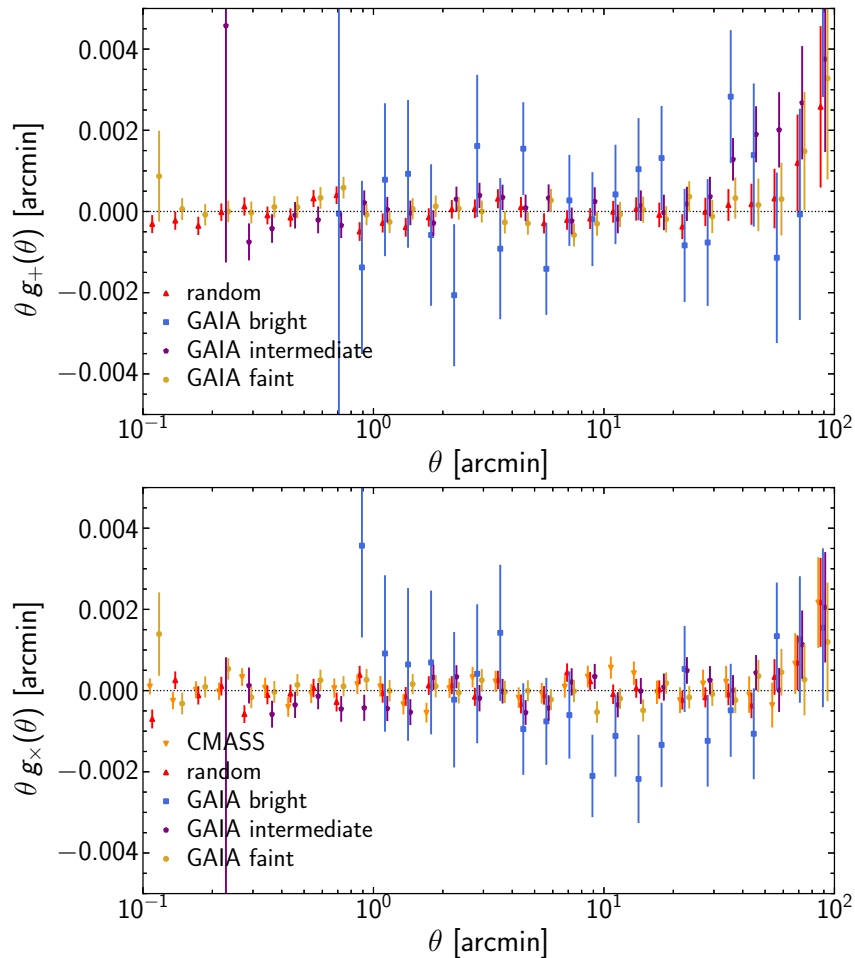 0.004
0.002
0.000
−0.002
−0.004
θ g₊(θ) [arcmin]
random
GAIA bright
GAIA intermediate
GAIA faint
10⁻¹ 10⁰ 10¹ 10²
θ [arcmin]
0.004
0.002
0.000
−0.002
−0.004
θ g×(θ) [arcmin]
CMASS
random
GAIA bright
GAIA intermediate
GAIA faint
10⁻¹ 10⁰ 10¹ 10²
θ [arcmin]